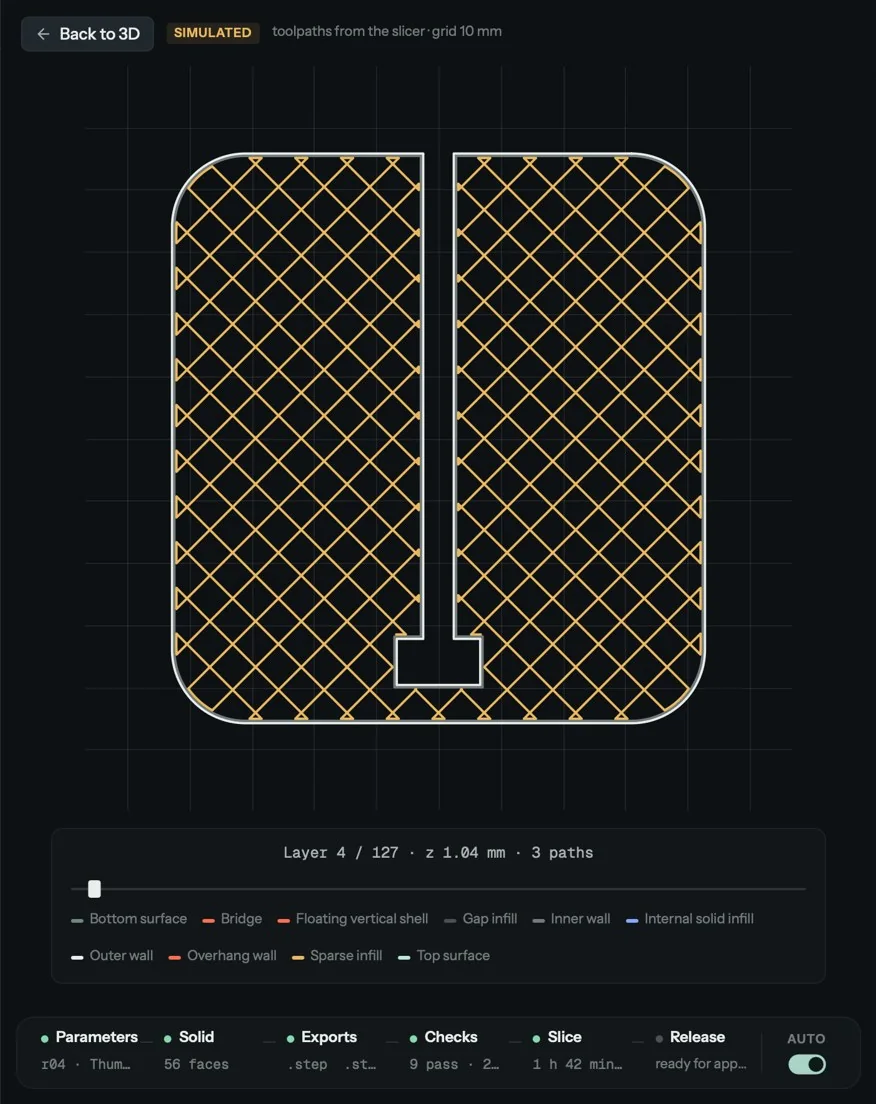 ← Back to 3D SIMULATED toolpaths from the slicer · grid 10 mm
Layer 4 / 127 · z 1.04 mm · 3 paths
Bottom surface Bridge Floating vertical shell Gap infill Inner wall Internal solid infill
Outer wall Overhang wall Sparse infill Top surface
Parameters Solid Exports Checks Slice Release AUTO
r04 · Thum… 56 faces .step .st… 9 pass · 2… 1 h 42 min… ready for app…